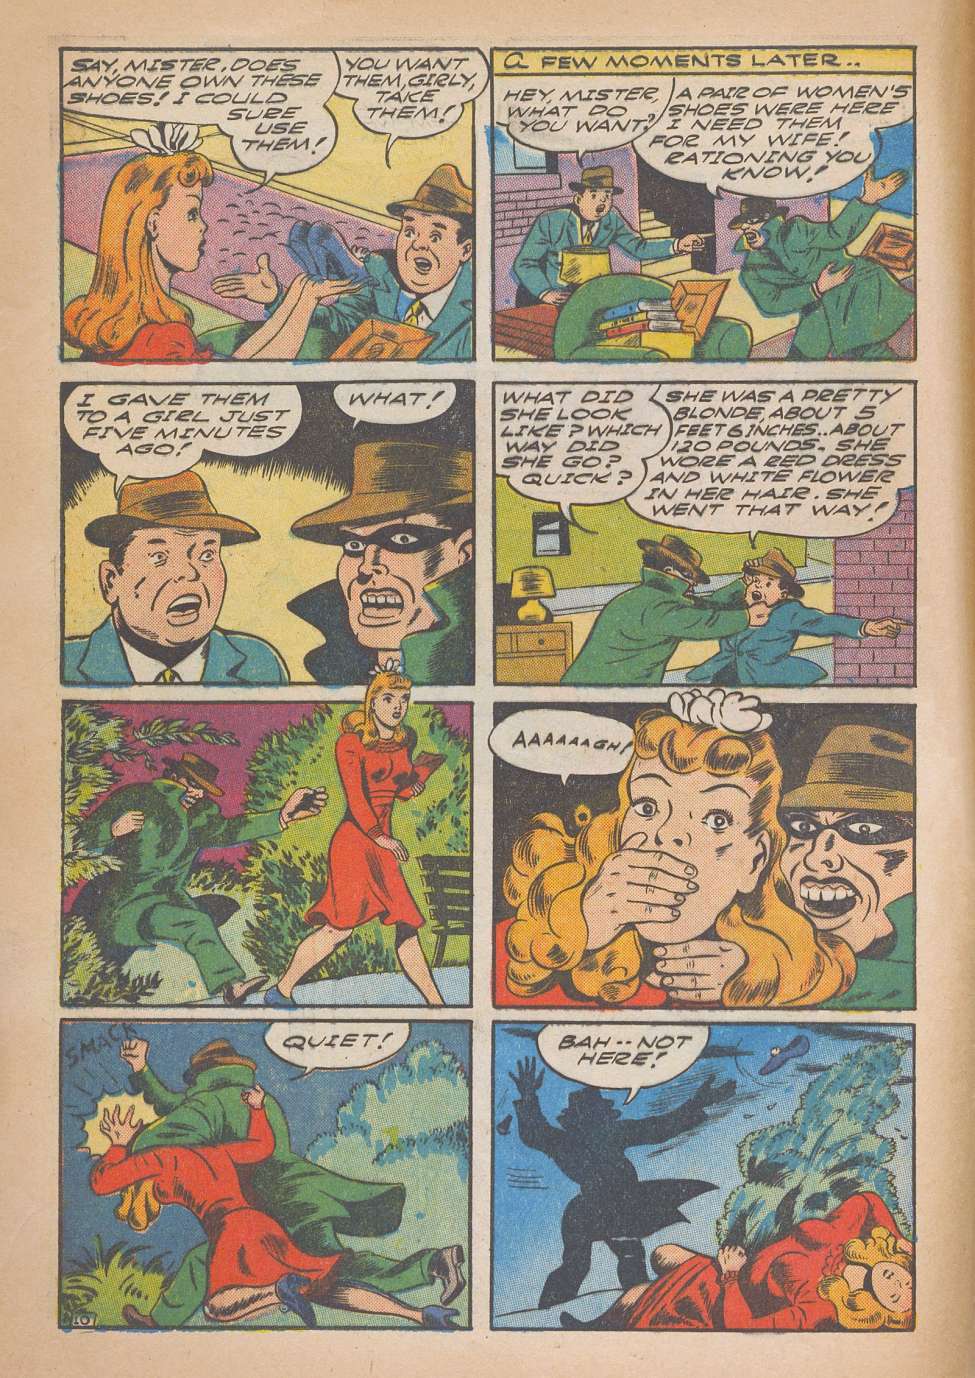 SAY, MISTER, DOES
ANYONE OWN THESE
SHOES! I COULD
SURE
USE
THEM!
YOU WANT
THEM, GIRLY,
TAKE
THEM!
A FEW MOMENTS LATER..
HEY, MISTER,
WHAT DO
YOU WANT?
A PAIR OF WOMEN'S
SHOES WERE HERE
I NEED THEM
FOR MY WIFE!
RATIONING YOU
KNOW!
I GAVE THEM
TO A GIRL JUST
FIVE MINUTES
AGO!
WHAT!
WHAT DID
SHE LOOK
LIKE? WHICH
WAY DID
SHE GO?
QUICK?
SHE WAS A PRETTY
BLONDE, ABOUT 5
FEET 6 INCHES.. ABOUT
120 POUNDS.. SHE
WORE A RED DRESS
AND WHITE FLOWER
IN HER HAIR. SHE
WENT THAT WAY!
AAAAAAGH!
SMACK
QUIET!
BAH -- NOT
HERE!